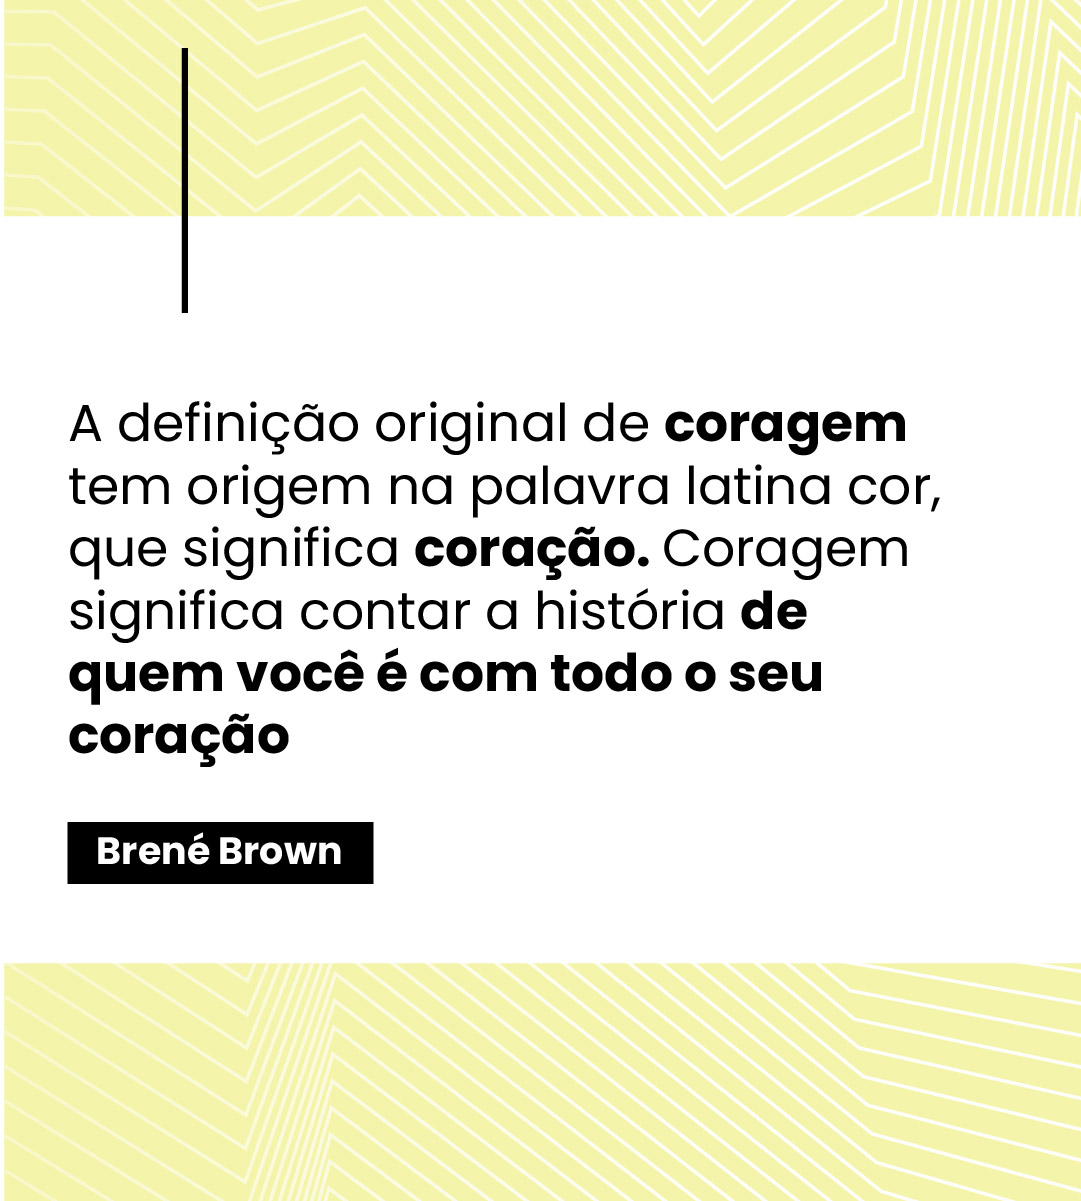 A definição original de coragem
tem origem na palavra latina cor,
que significa coração. Coragem
significa contar a história de
quem você é com todo o seu
coração
Brené Brown